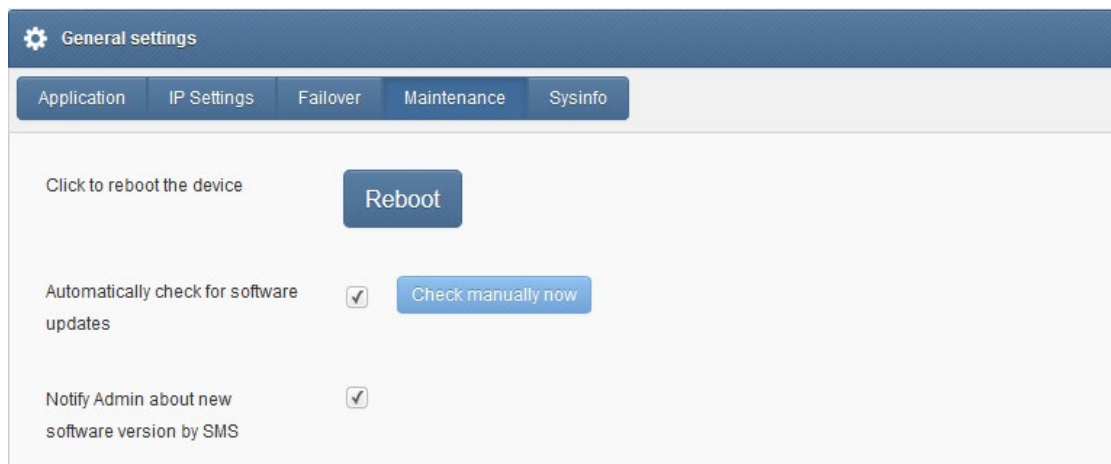 General settings
Application IP Settings Failover Maintenance Sysinfo
Click to reboot the device
Reboot
Automatically check for software
updates
Check manually now
Notify Admin about new
software version by SMS